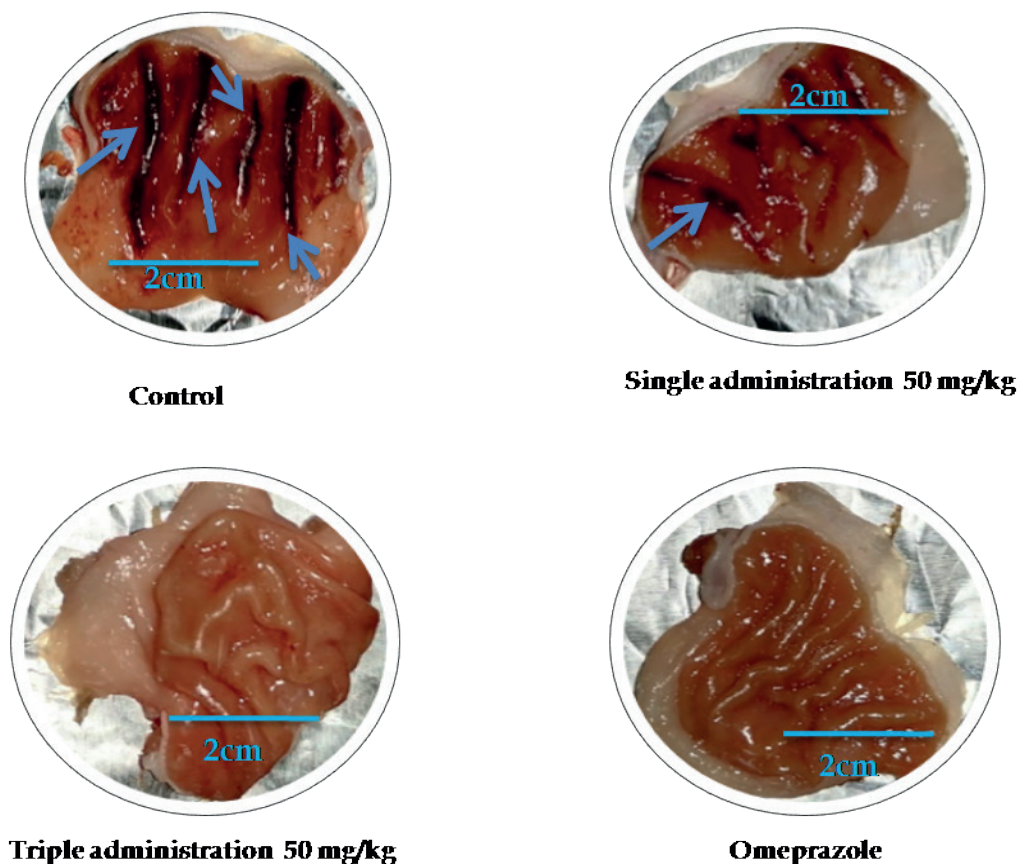 2cm
Control
2cm
Single administration 50 mg/kg
2cm
Triple administration 50 mg/kg
2cm
Omeprazole